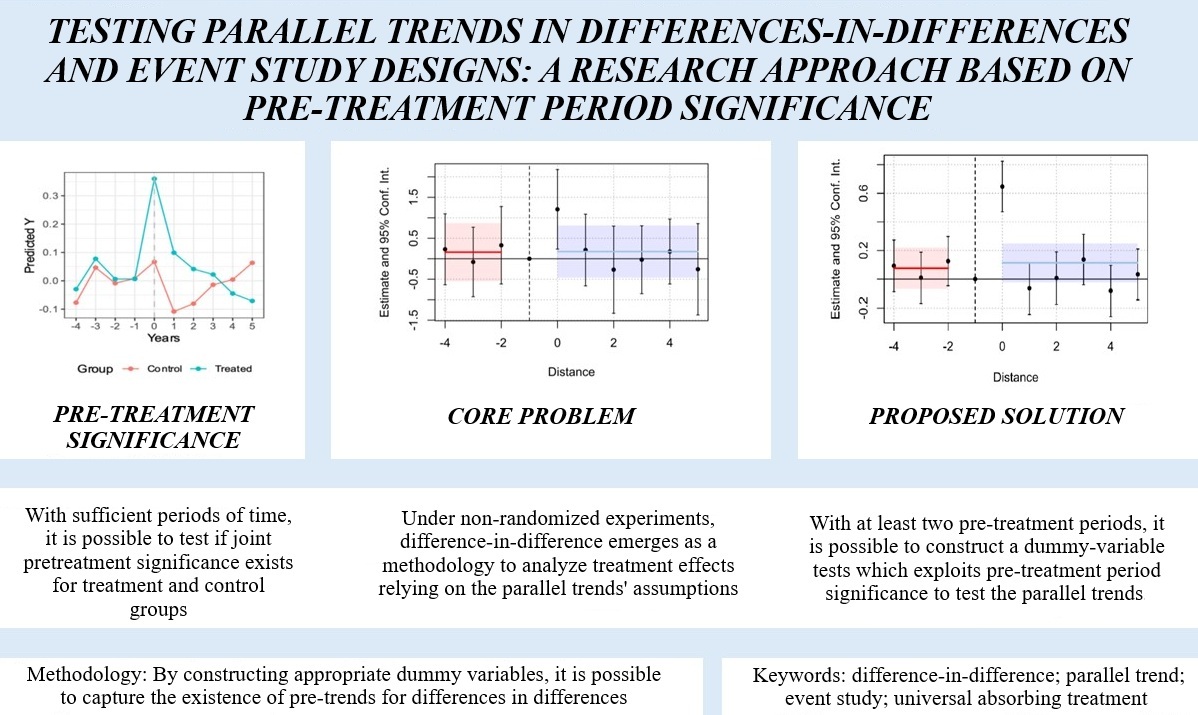 TESTING PARALLEL TRENDS IN DIFFERENCES-IN-DIFFERENCES
AND EVENT STUDY DESIGNS: A RESEARCH APPROACH BASED ON
PRE-TREATMENT PERIOD SIGNIFICANCE
Predicted Y
0.3
0.2
0.1
0.0
-0.1
-4 -3 -2 -1 0 1 2 3 4 5
Years
Group Control Treated
PRE-TREATMENT
SIGNIFICANCE
Estimate and 95% Conf. Int.
1.5
0.5
-0.5
-1.5
-4 -2 0 2 4
Distance
CORE PROBLEM
Estimate and 95% Conf. Int.
0.6
0.2
-0.2
-4 -2 0 2 4
Distance
PROPOSED SOLUTION
With sufficient periods of time,
it is possible to test if joint
pretreatment significance exists
for treatment and control
groups
Under non-randomized experiments,
difference-in-difference emerges as a
methodology to analyze treatment effects
relying on the parallel trends' assumptions
With at least two pre-treatment periods, it
is possible to construct a dummy-variable
tests which exploits pre-treatment period
significance to test the parallel trends
Methodology: By constructing appropriate dummy variables, it is possible
to capture the existence of pre-trends for differences in differences
Keywords: difference-in-difference; parallel trend;
event study; universal absorbing treatment